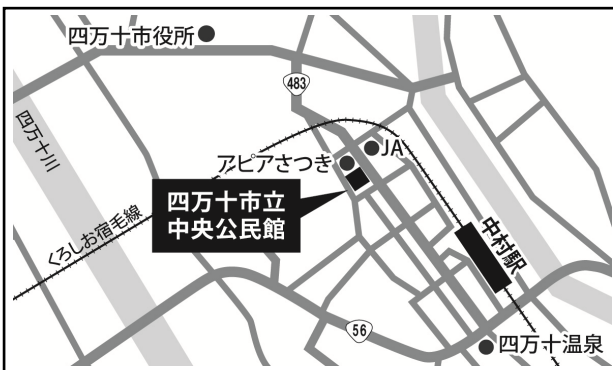 四万十市役所
483
四万十川
JA
アピアさつき
四万十市立
中央公民館
くろしお宿毛線
中村駅
56
四万十温泉